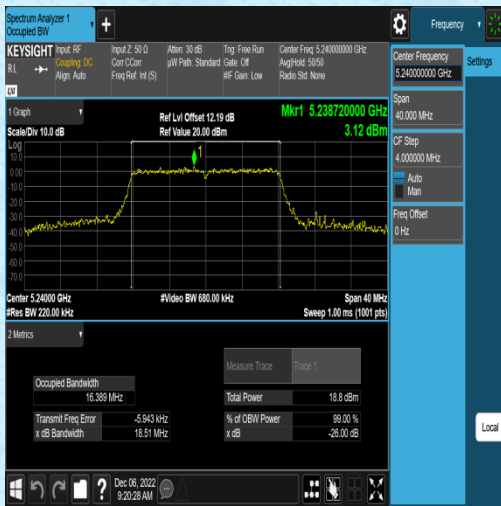 Spectrum Analyzer 1
Occupied BW
Frequency
KEYSIGHT
Input: RF
Coupling: DC
Align: Auto
Input Z: 50 Ω
Corr CCorr
Freq Ref: Int (S)
Atten: 30 dB
µW Path: Standard
Trig: Free Run
Gate: Off
#IF Gain: Low
Center Freq: 5.240000000 GHz
Avg|Hold: 50/50
Radio Std: None
RL
LXI
Center Frequency
5.240000000 GHz
Settings
Span
40.000 MHz
CF Step
4.000000 MHz
Auto
Man
Freq Offset
0 Hz
1 Graph
Scale/Div 10.0 dB
Ref Lvl Offset 12.19 dB
Ref Value 20.00 dBm
Mkr1 5.238720000 GHz
3.12 dBm
Log
10.0
0.00
-10.0
-20.0
-30.0
-40.0
-50.0
-60.0
-70.0
1
Center 5.24000 GHz
#Res BW 220.00 kHz
#Video BW 680.00 kHz
Span 40 MHz
Sweep 1.00 ms (1001 pts)
2 Metrics
Measure Trace
Trace 1
Occupied Bandwidth
16.389 MHz
Total Power
18.8 dBm
Transmit Freq Error
-5.943 kHz
% of OBW Power
99.00 %
x dB Bandwidth
18.51 MHz
x dB
-26.00 dB
Local
?
Dec 06, 2022
9:20:28 AM